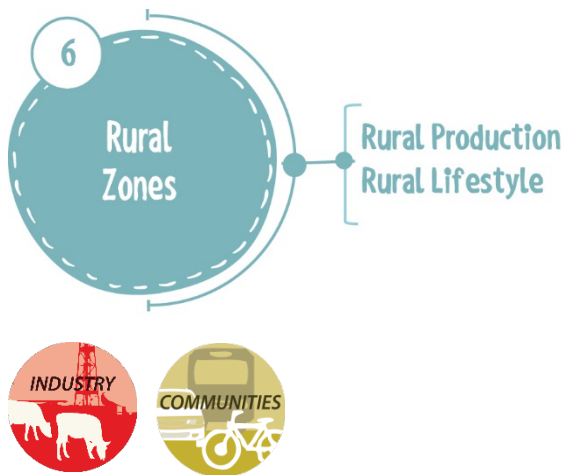 6
Rural
Zones
Rural Production
Rural Lifestyle
INDUSTRY
COMMUNITIES